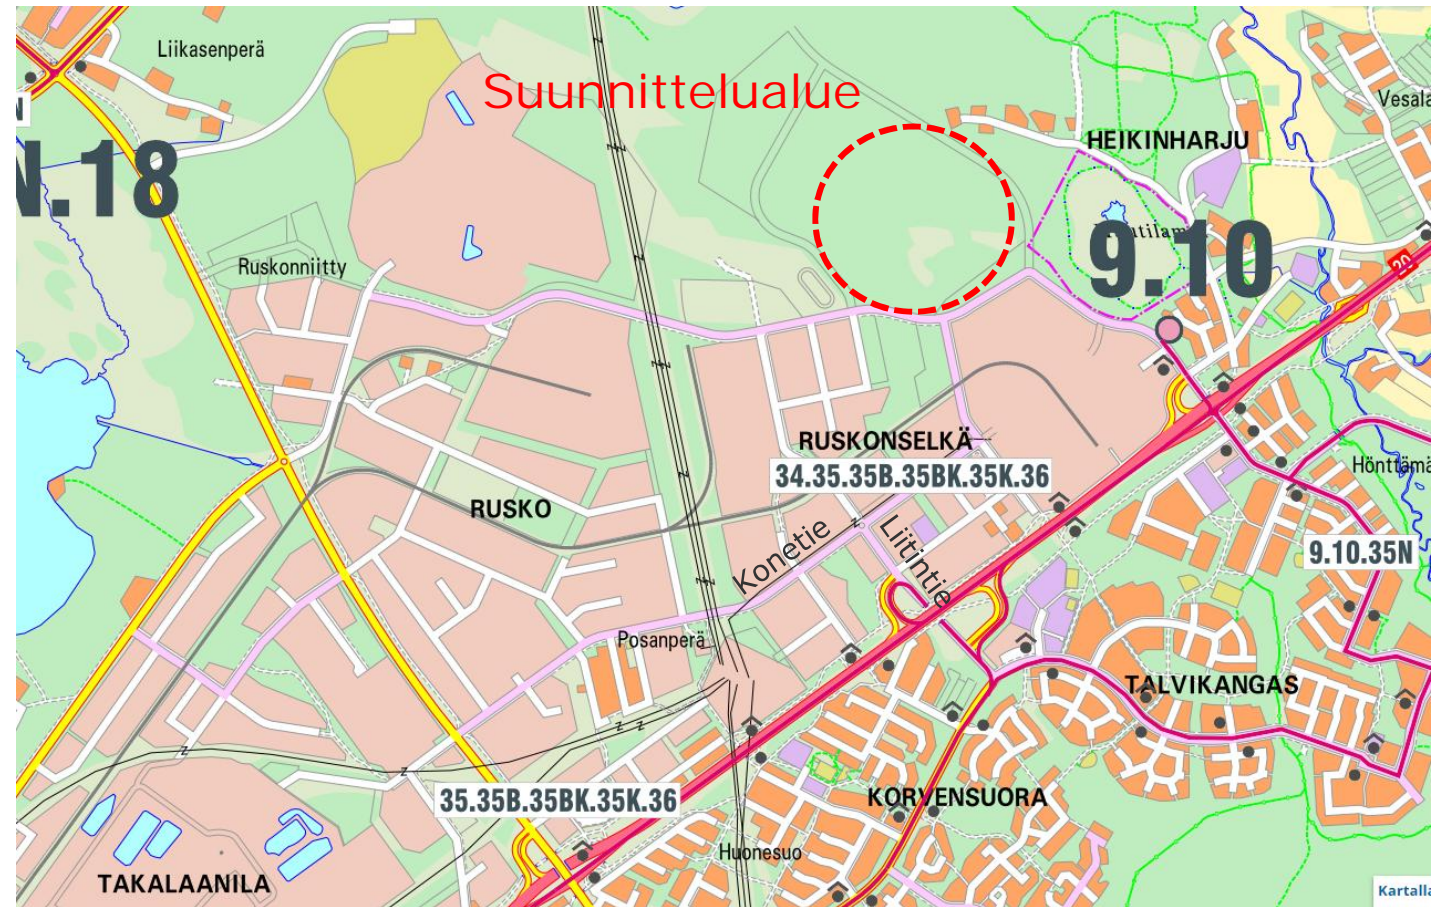 Liikasenperä
Suunnittelualue
Vesala
HEIKINHARJU
N
N.18
9.10
20
Ruskonniitty
RUSKONSELKÄ
34.35.35B.35BK.35K.36
Hönttämä
RUSKO
Konetie
Liitintie
9.10.35N
Posanperä
TALVIKANGAS
35.35B.35BK.35K.36
KORVENSUORA
Huonesuo
TAKALAANILA
Kartalla